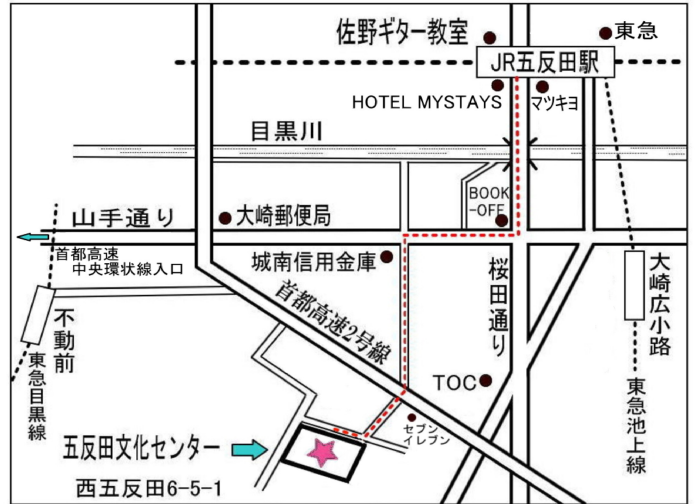 佐野ギター教室
東急
JR五反田駅
HOTEL MYSTAYS
マツキヨ
目黒川
BOOK
-OFF
山手通り
大崎郵便局
首都高速
中央環状線入口
城南信用金庫
桜田通り
大崎広小路
首都高速2号線
不動前
東急目黒線
TOC
東急池上線
セブン
イレブン
五反田文化センター
西五反田6-5-1